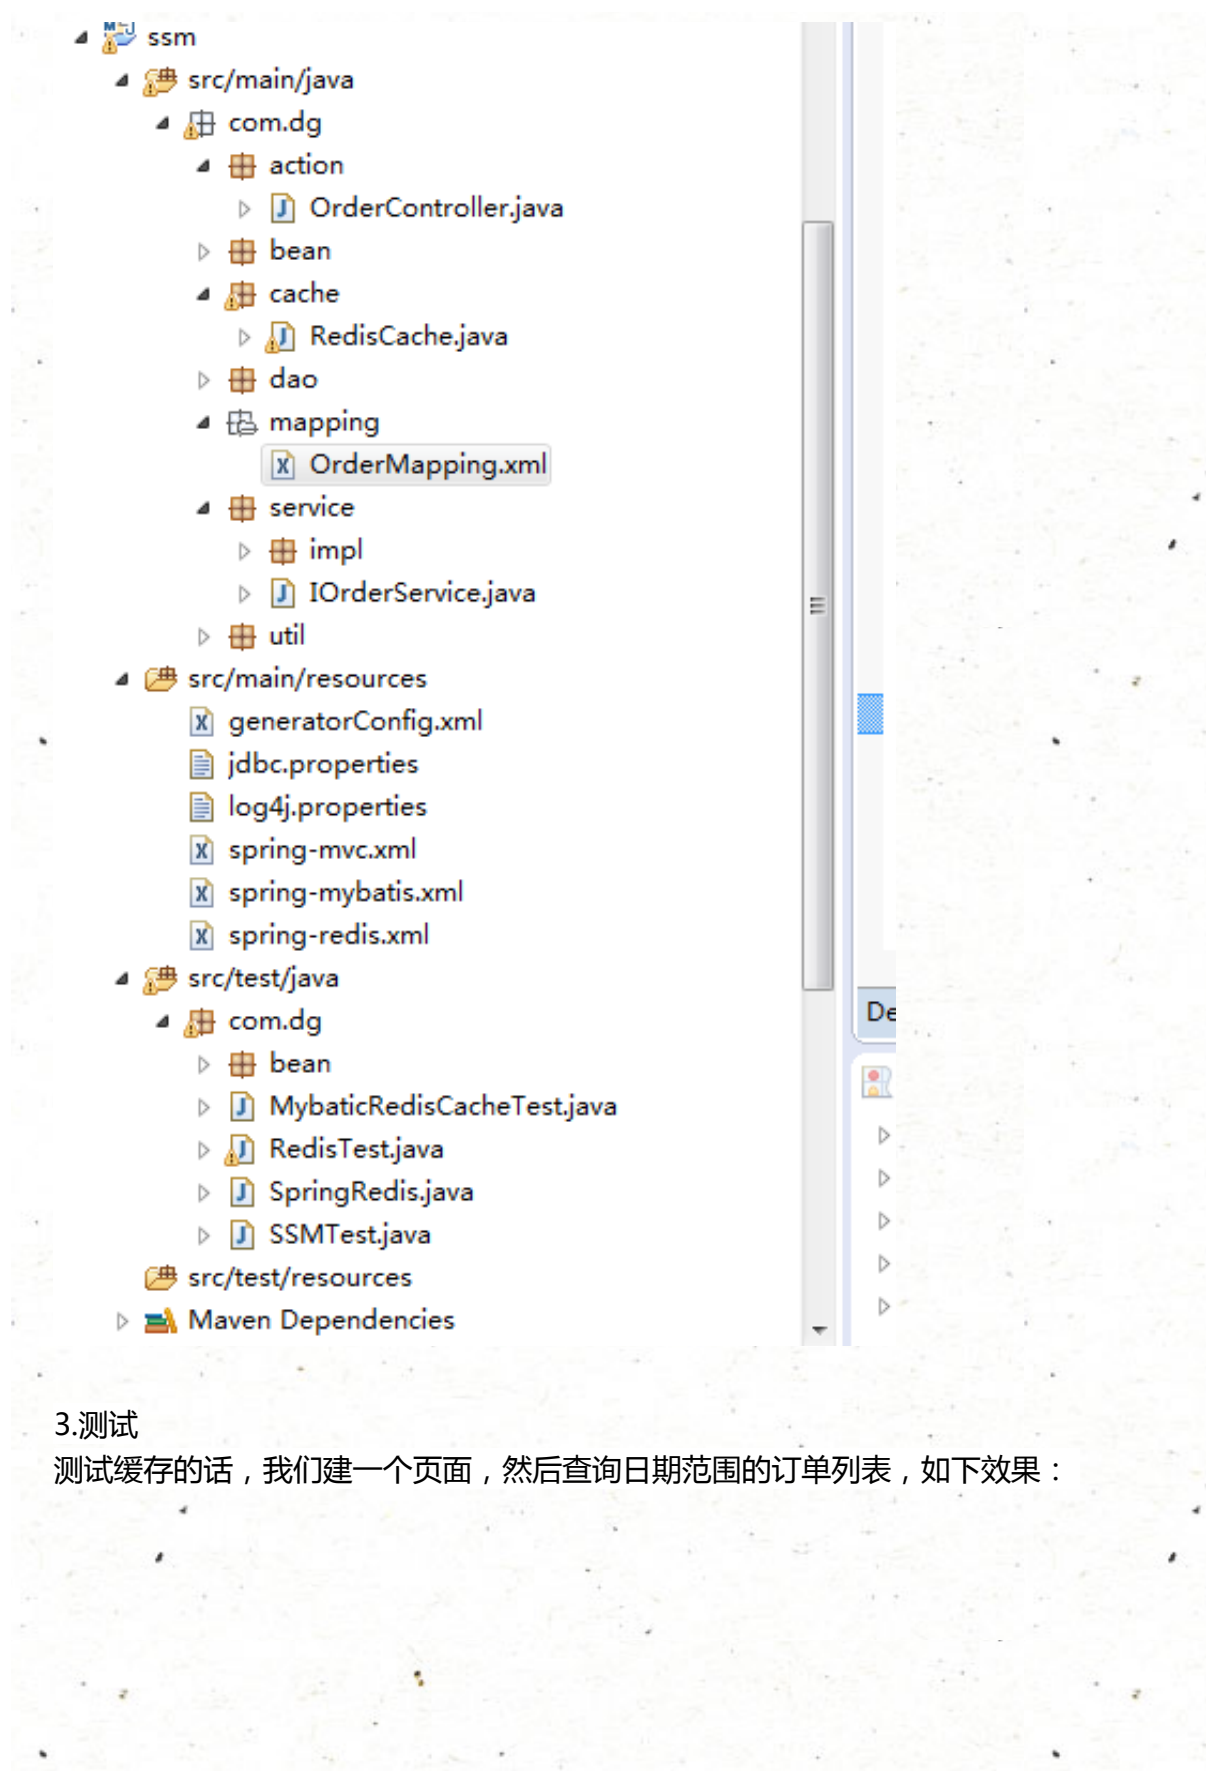 ssm
src/main/java
com.dg
action
OrderController.java
bean
cache
RedisCache.java
dao
mapping
OrderMapping.xml
service
impl
IOrderService.java
util
src/main/resources
generatorConfig.xml
jdbc.properties
log4j.properties
spring-mvc.xml
spring-mybatis.xml
spring-redis.xml
src/test/java
com.dg
De
bean
MybaticRedisCacheTest.java
RedisTest.java
SpringRedis.java
SSMTest.java
src/test/resources
Maven Dependencies
3.测试
测试缓存的话，我们建一个页面，然后查询日期范围的订单列表，如下效果：